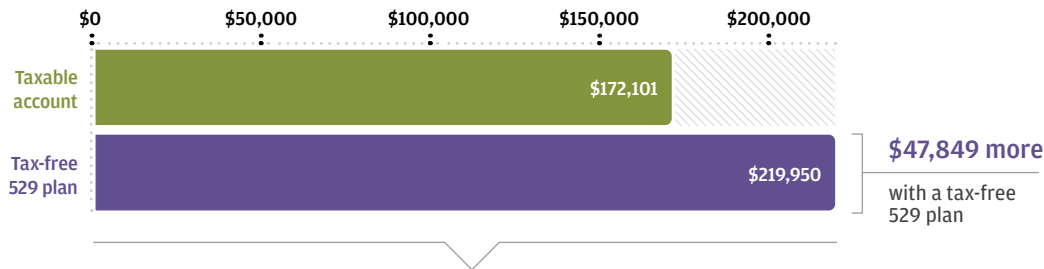 $0 $50,000 $100,000 $150,000 $200,000
Taxable
account
$172,101
Tax-free
529 plan
$219,950
$47,849 more
with a tax-free
529 plan